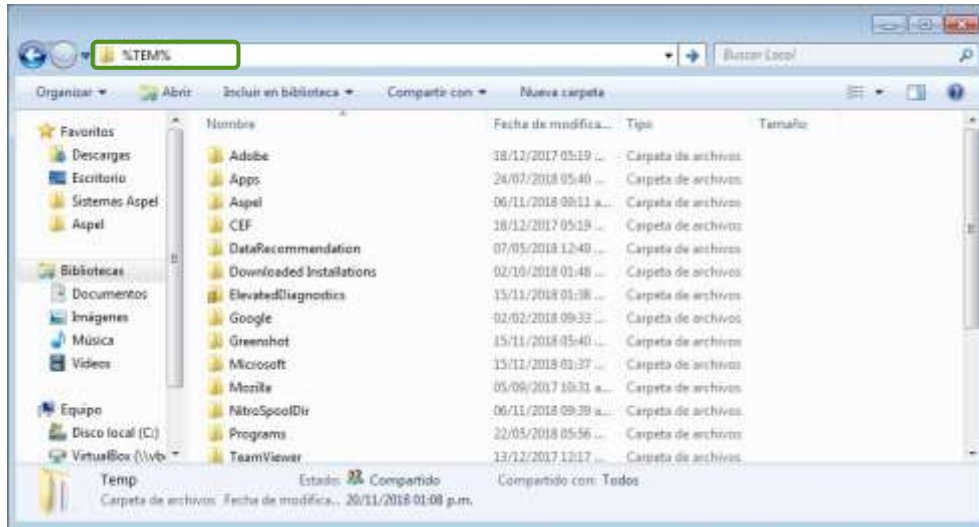 %TEM%
Buscar Local
Organizar Abrir Incluir en biblioteca Compartir con Nueva carpeta
Nombre Fecha de modifica... Tipo Tamaño
Favoritos
Descargas
Escritorio
Sistemas Aspel
Aspel
Bibliotecas
Documentos
Imágenes
Música
Vídeos
Equipo
Disco local (C:)
VirtualBox (\\vb
Adobe 18/12/2017 05:19 ... Carpeta de archivos
Apps 24/07/2018 05:40 ... Carpeta de archivos
Aspel 06/11/2018 09:11 a... Carpeta de archivos
CEF 18/12/2017 05:19 ... Carpeta de archivos
DataRecommendation 07/05/2018 12:49 ... Carpeta de archivos
Downloaded Installations 02/10/2018 01:48 ... Carpeta de archivos
ElevatedDiagnostics 15/11/2018 01:38 ... Carpeta de archivos
Google 02/02/2018 09:33 ... Carpeta de archivos
Greenshot 15/11/2018 05:40 ... Carpeta de archivos
Microsoft 15/11/2018 01:37 ... Carpeta de archivos
Mozilla 05/09/2017 10:31 a... Carpeta de archivos
NitroSpoolDir 06/11/2018 09:39 a... Carpeta de archivos
Programs 22/05/2018 05:56 ... Carpeta de archivos
TeamViewer 13/12/2017 12:17 ... Carpeta de archivos
Temp Estado: Compartido Compartido con: Todos
Carpeta de archivos Fecha de modifica... 20/11/2018 01:08 p.m.